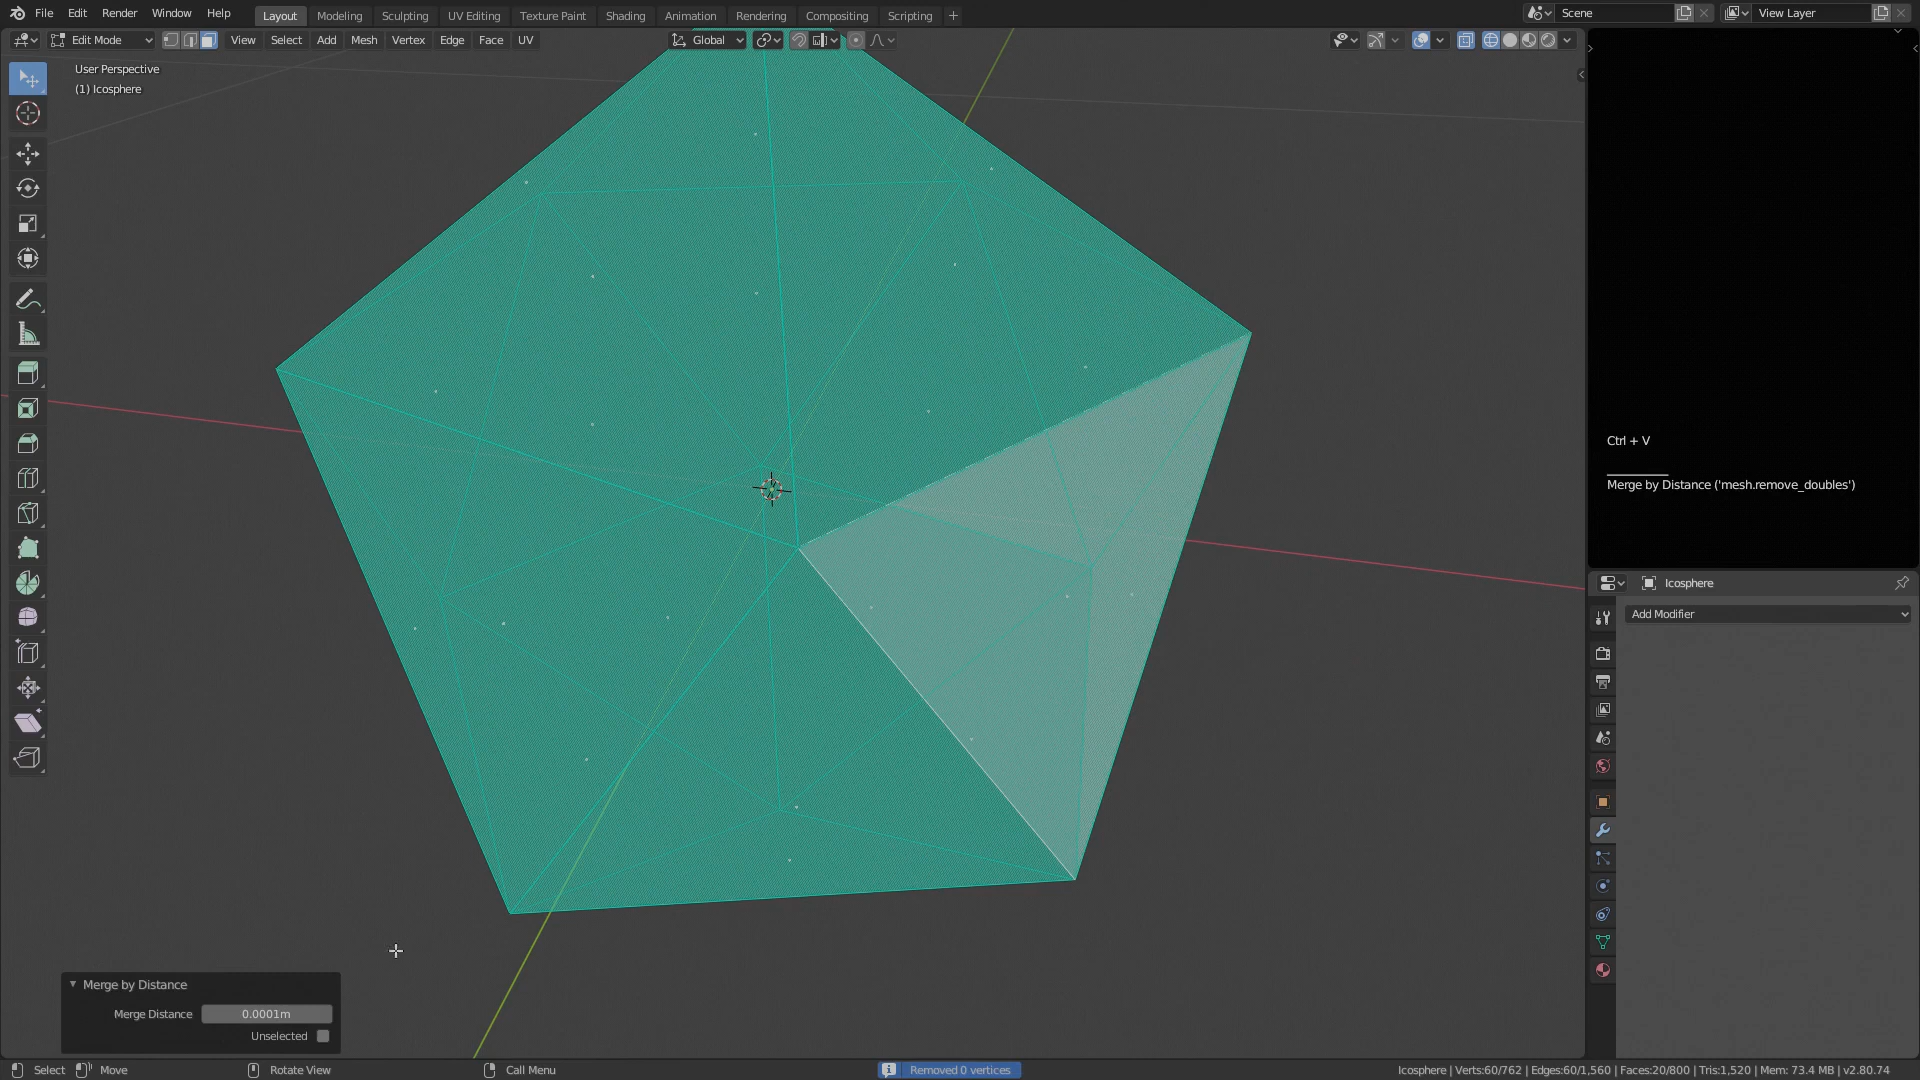 File Edit Render Window Help Layout Modeling Sculpting UV Editing Texture Paint Shading Animation Rendering Compositing Scripting + Scene View Layer
Edit Mode View Select Add Mesh Vertex Edge Face UV Global
User Perspective
(1) Icosphere
Ctrl + V
Merge by Distance ('mesh.remove_doubles')
Icosphere
Add Modifier
Merge by Distance
Merge Distance 0.0001m
Unselected
Select Move Rotate View Call Menu Removed 0 vertices Icosphere | Verts:60/762 | Edges:60/1,560 | Faces:20/800 | Tris:1,520 | Mem: 73.4 MB | v2.80.74